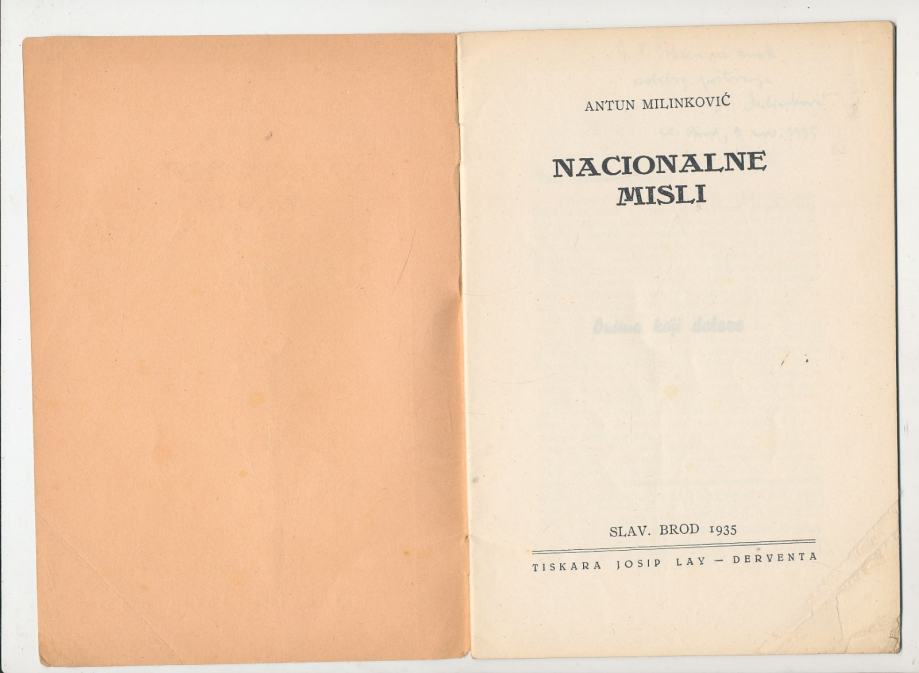 ANTUN MILINKOVIĆ
NACIONALNE
MISLI
SLAV. BROD 1935
TISKARA JOSIP LAY — DERVENTA